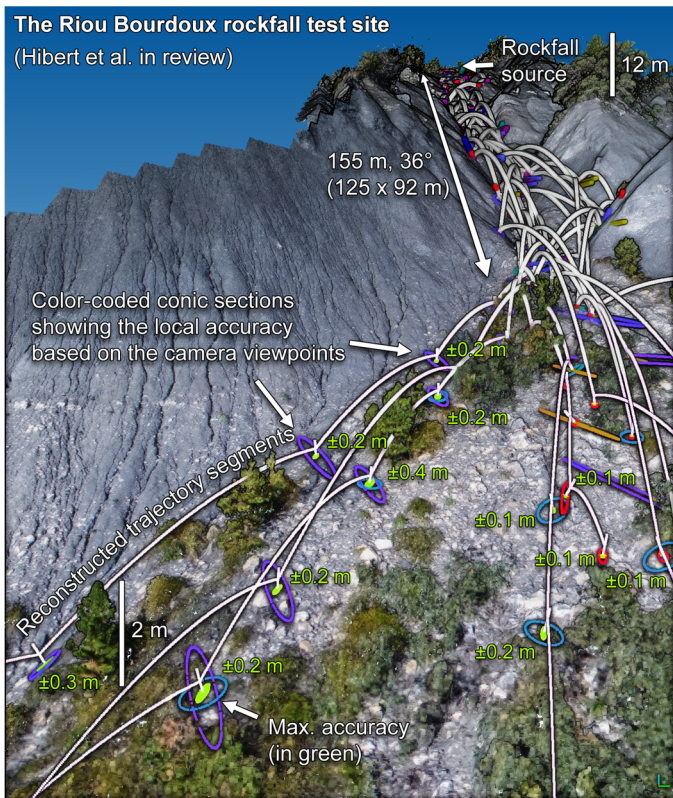 The Riou Bourdoux rockfall test site
(Hibert et al. in review)
Rockfall
source
12 m
155 m, 36°
(125 x 92 m)
Color-coded conic sections
showing the local accuracy
based on the camera viewpoints
±0.2 m
±0.2 m
±0.2 m
Reconstructed trajectory segments
±0.4 m
±0.1 m
±0.1 m
±0.1 m
±0.1 m
±0.2 m
2 m
±0.2 m
±0.2 m
±0.3 m
Max. accuracy
(in green)